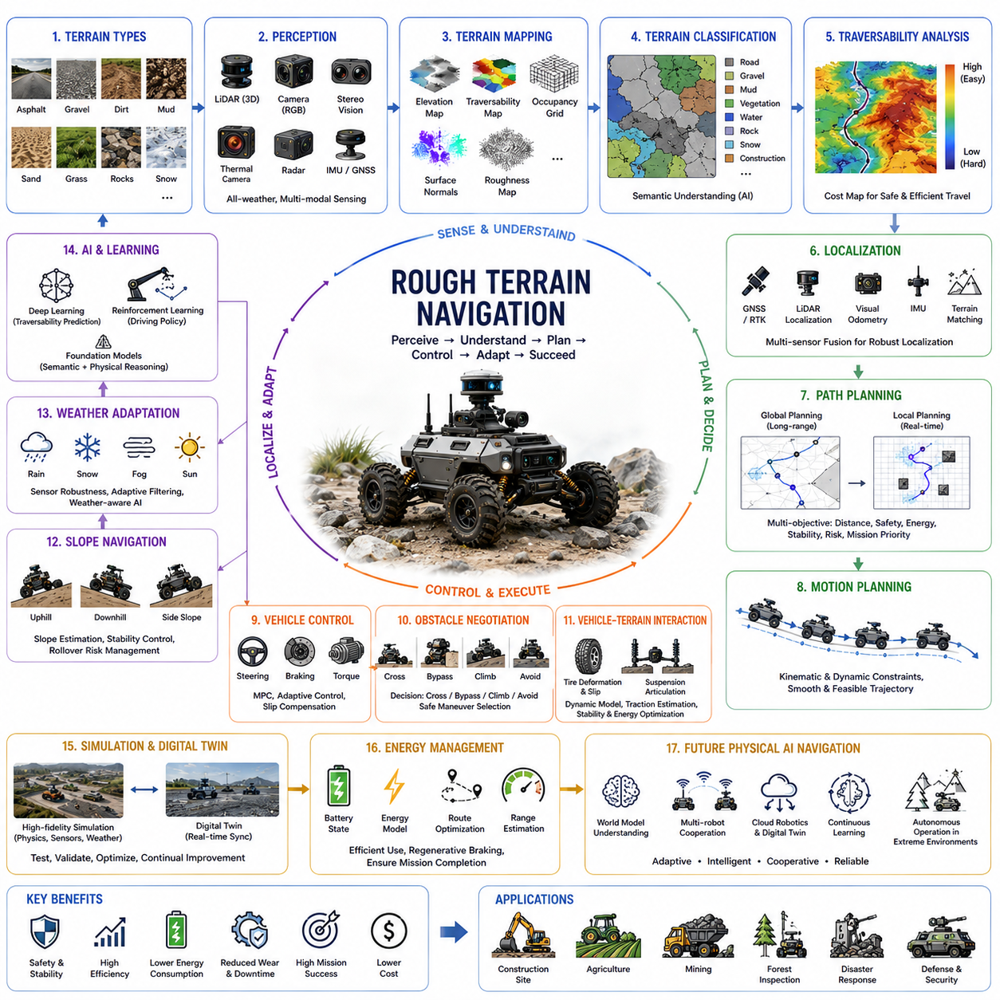 1. TERRAIN TYPES
Asphalt
Gravel
Dirt
Mud
Sand
Grass
Rocks
Snow
...
2. PERCEPTION
LiDAR (3D)
Camera
(RGB)
Stereo
Vision
Thermal
Camera
Radar
IMU / GNSS
All-weather, Multi-modal Sensing
3. TERRAIN MAPPING
Elevation
Map
Traversability
Map
Occupancy
Grid
Surface
Normals
Roughness
Map
...
4. TERRAIN CLASSIFICATION
Road
Gravel
Mud
Vegetation
Water
Rock
Snow
Construction
...
Semantic Understanding (AI)
5. TRAVERSABILITY ANALYSIS
High
(Easy)
Low
(Hard)
Cost Map for Safe & Efficient Travel
14. AI & LEARNING
Deep Learning
(Traversability Prediction)
Reinforcement Learning
(Driving Policy)
Foundation Models
(Semantic + Physical Reasoning)
SENSE & UNDERSTAIND
ROUGH TERRAIN
NAVIGATION
Perceive → Understand → Plan →
Control → Adapt → Succeed
LOCALIZE & ADAPT
PLAN & DECIDE
CONTROL & EXECUTE
6. LOCALIZATION
GNSS
/ RTK
LiDAR
Localization
Visual
Odometry
IMU
Terrain
Matching
Multi-sensor Fusion for Robust Localization
13. WEATHER ADAPTATION
Rain
Snow
Fog
Sun
Sensor Robustness, Adaptive Filtering,
Weather-aware AI
7. PATH PLANNING
Global Planning
(Long-range)
Local Planning
(Real-time)
Multi-objective: Distance, Safety, Energy,
Stability, Risk, Mission Priority
12. SLOPE NAVIGATION
Uphill
Downhill
Side Slope
Slope Estimation, Stability Control,
Rollover Risk Management
8. MOTION PLANNING
Kinematic & Dynamic Constraints,
Smooth & Feasible Trajectory
9. VEHICLE CONTROL
Steering
Braking
Torque
MPC, Adaptive Control,
Slip Compensation
10. OBSTACLE NEGOTIATION
Cross
Bypass
Climb
Avoid
Decision: Cross / Bypass / Climb / Avoid
Safe Maneuver Selection
11. VEHICLE-TERRAIN INTERACTION
Tire Deformation
& Slip
Suspension
Articulation
Dynamic Model, Traction Estimation,
Stability & Energy Optimization
15. SIMULATION & DIGITAL TWIN
High-fidelity Simulation
(Physics, Sensors, Weather)
Digital Twin
(Real-time Sync)
Test, Validate, Optimize, Continual Improvement
16. ENERGY MANAGEMENT
Battery
State
Energy
Model
Route
Optimization
Range
Estimation
Efficient Use, Regenerative Braking,
Ensure Mission Completion
17. FUTURE PHYSICAL AI NAVIGATION
World Model
Understanding
Multi-robot
Cooperation
Cloud Robotics
& Digital Twin
Continuous
Learning
Autonomous
Operation in
Extreme Environments
Adaptive • Intelligent • Cooperative • Reliable
KEY BENEFITS
Safety &
Stability
High
Efficiency
Lower Energy
Consumption
Reduced Wear
& Downtime
High Mission
Success
$
Lower
Cost
APPLICATIONS
Construction
Site
Agriculture
Mining
Forest
Inspection
Disaster
Response
Defense &
Security